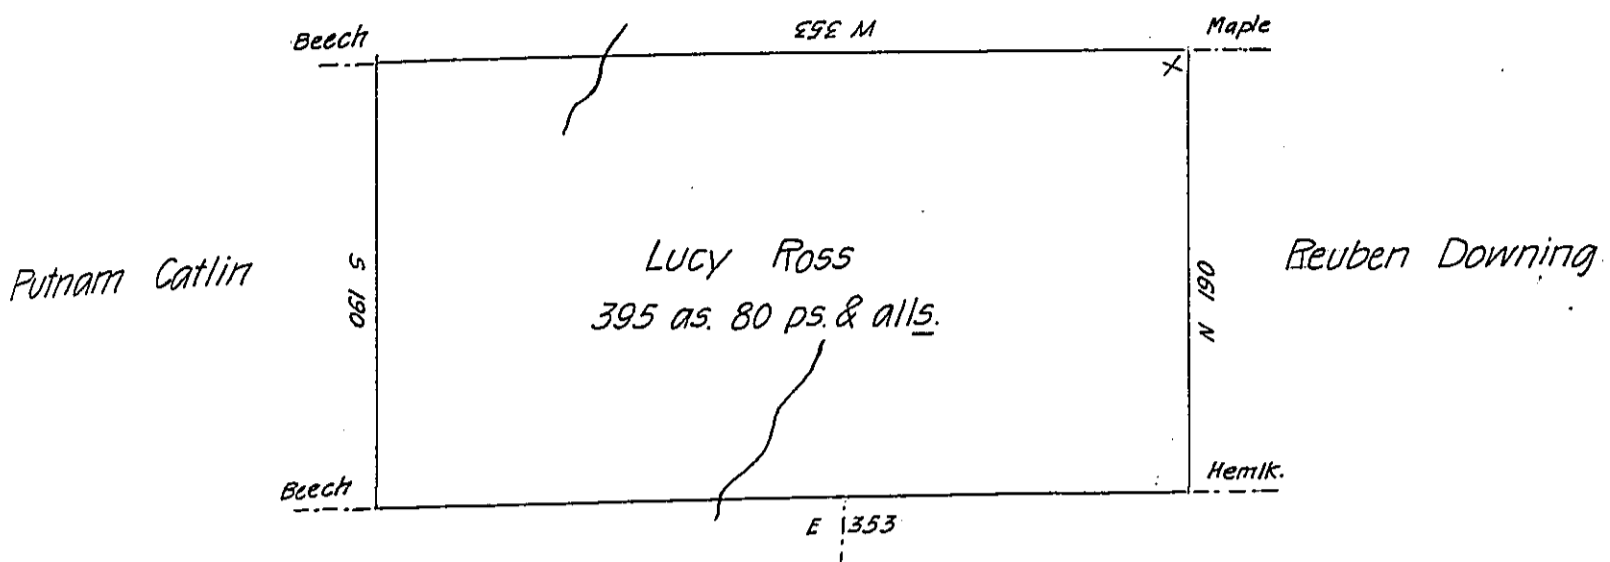 Beech
W 353
Maple
X
Putnam Catlin
S 190
Lucy Ross
395 as. 80 ps. & alls.
N 190
Reuben Downing
Beech
Hemlk.
E 353